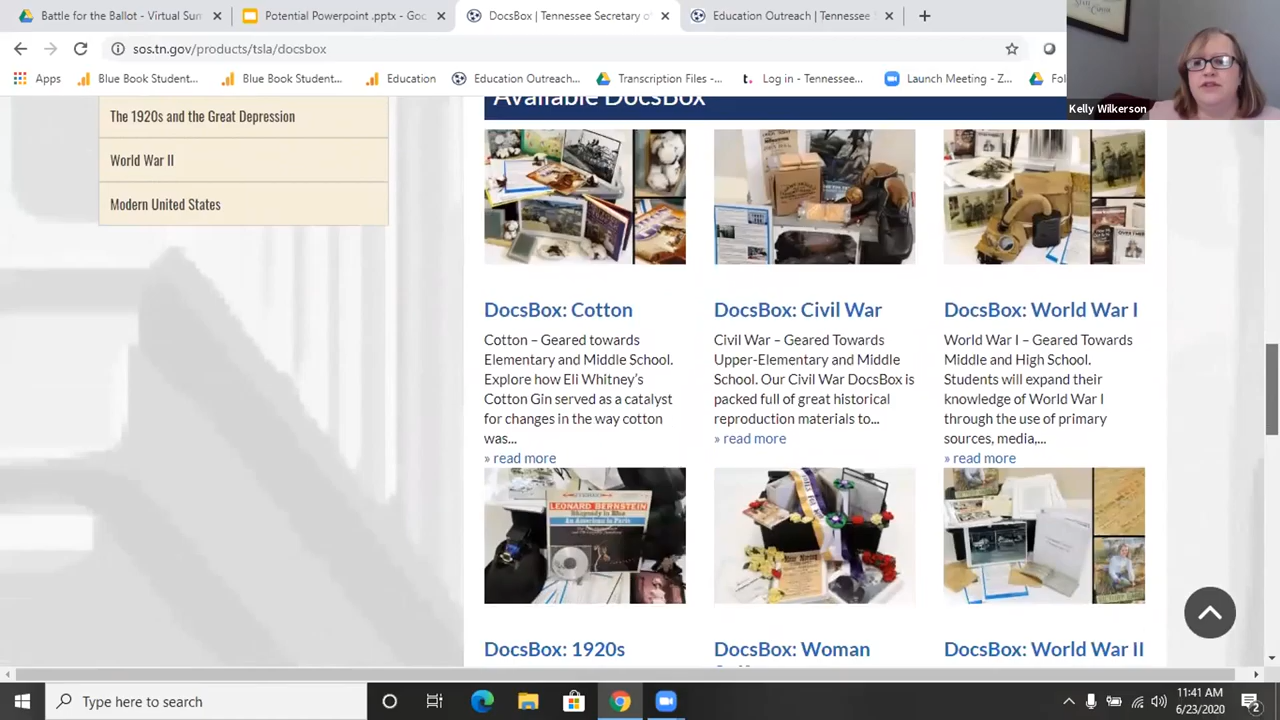 Battle for the Ballot - Virtual Sum
Potential Powerpoint .pptx - Goo
DocsBox | Tennessee Secretary o
Education Outreach | Tennessee
sos.tn.gov/products/tsla/docsbox
Apps
Blue Book Student...
Blue Book Student...
Education
Education Outreach...
Transcription Files -...
Log in - Tennessee...
Launch Meeting - Z...
Kelly Wilkerson
The 1920s and the Great Depression
World War II
Modern United States
Available DocsBox
DocsBox: Cotton
Cotton – Geared towards
Elementary and Middle School.
Explore how Eli Whitney's
Cotton Gin served as a catalyst
for changes in the way cotton
was...
» read more
DocsBox: Civil War
Civil War – Geared Towards
Upper-Elementary and Middle
School. Our Civil War DocsBox is
packed full of great historical
reproduction materials to...
» read more
DocsBox: World War I
World War I – Geared Towards
Middle and High School.
Students will expand their
knowledge of World War I
through the use of primary
sources, media,...
» read more
LEONARD BERNSTEIN
Rhapsody in Blue
An American in Paris
DocsBox: 1920s
DocsBox: Woman
DocsBox: World War II
Type here to search
11:41 AM
6/23/2020
2